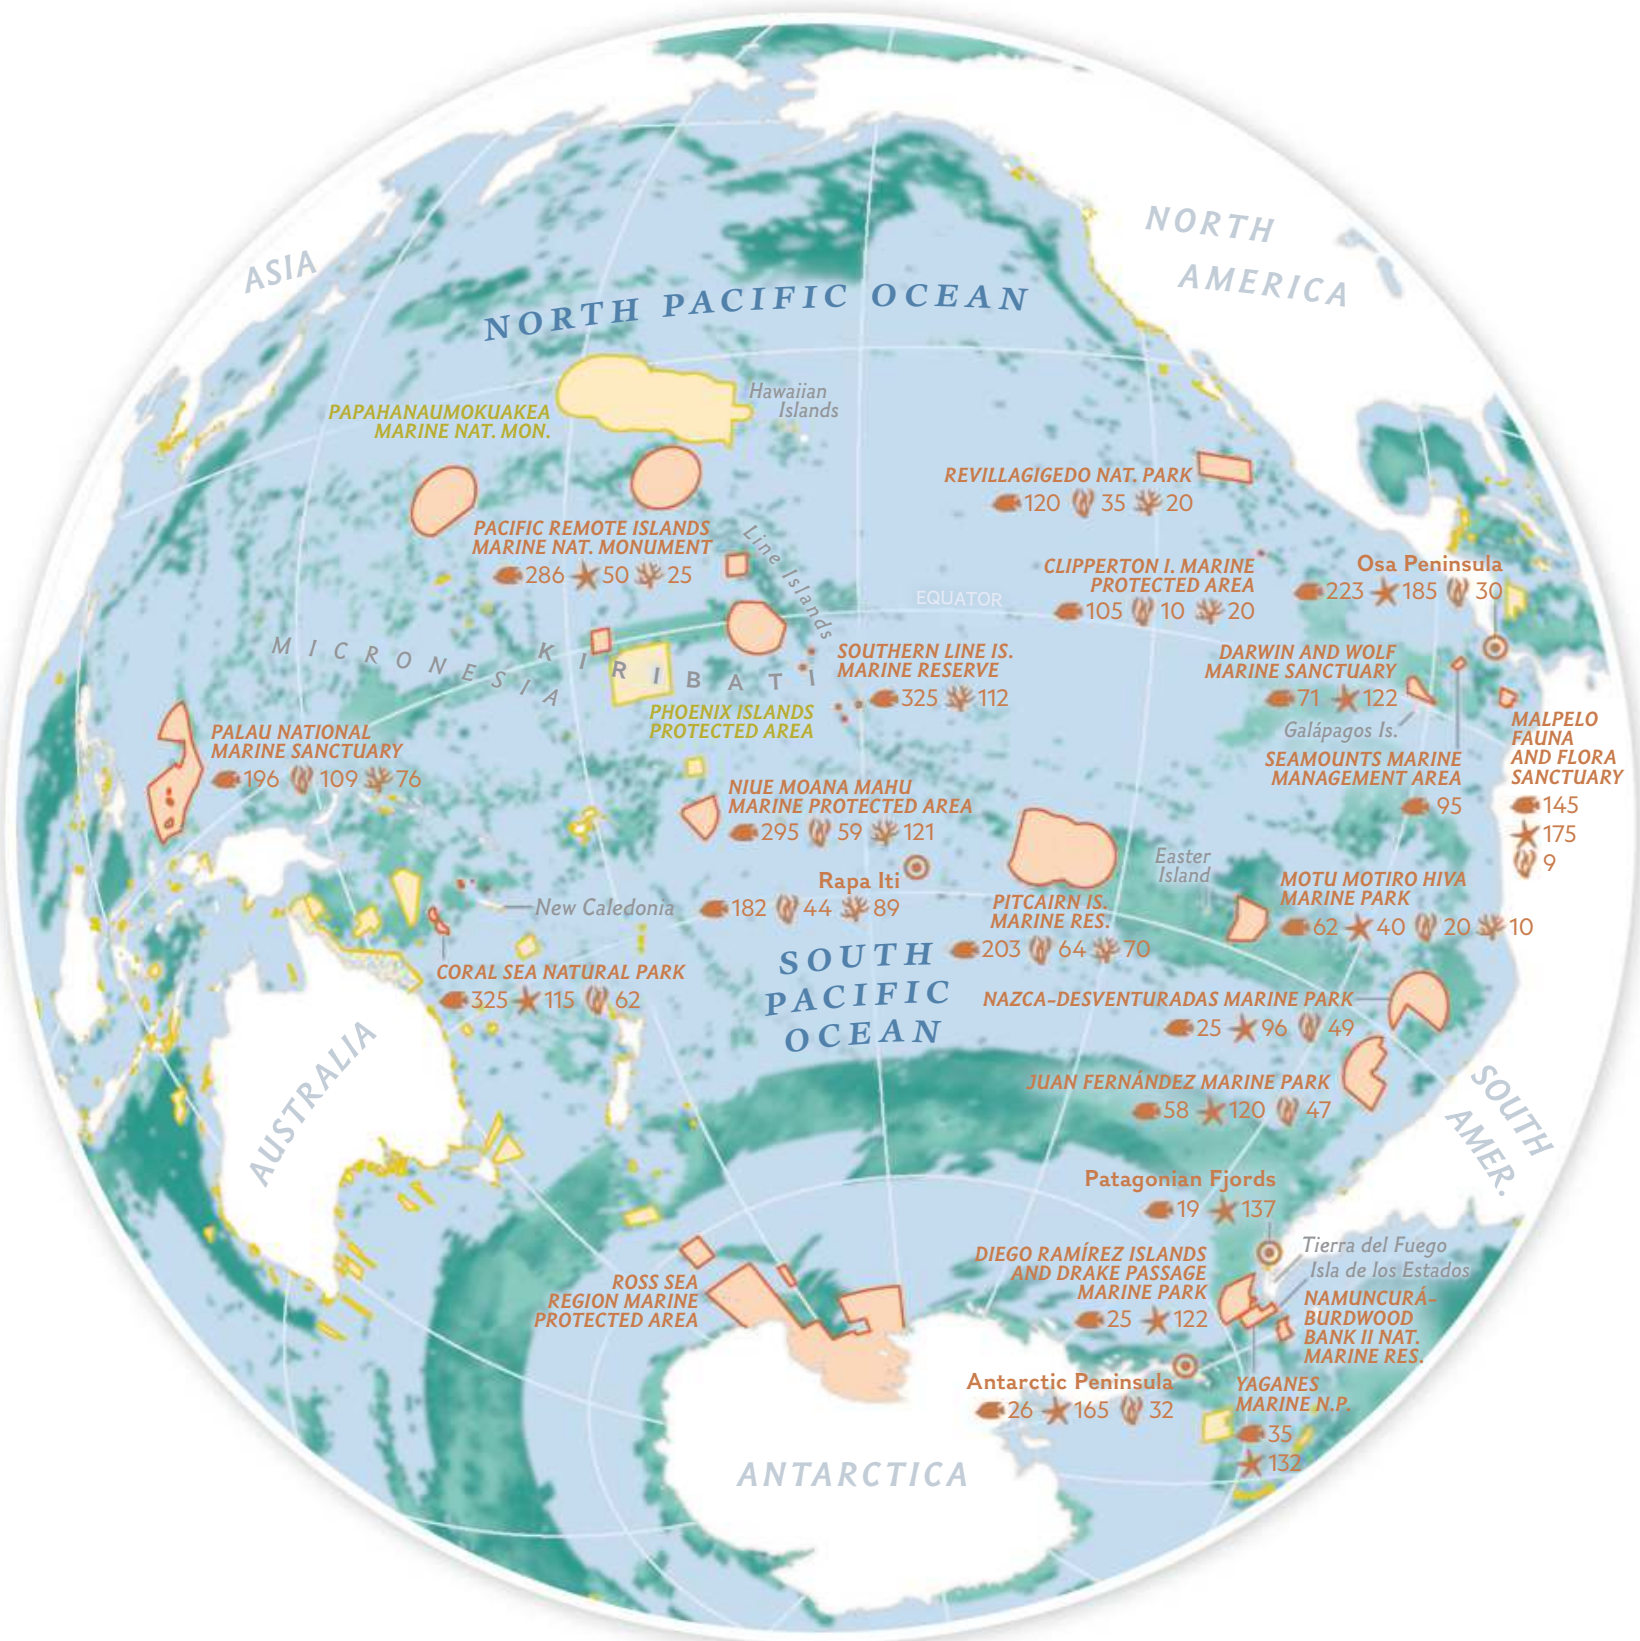 NORTH
AMERICA
ASIA
NORTH PACIFIC OCEAN
Hawaiian
Islands
PAPAHANAUMOKUAKEA
MARINE NAT. MON.
REVILLAGIGEDO NAT. PARK
120 35 20
PACIFIC REMOTE ISLANDS
MARINE NAT. MONUMENT
286 50 25
Line Islands
CLIPPERTON I. MARINE
PROTECTED AREA
105 10 20
Osa Peninsula
223 185 30
EQUATOR
MICRONESIA
KIRIBATI
SOUTHERN LINE IS.
MARINE RESERVE
325 112
DARWIN AND WOLF
MARINE SANCTUARY
71 122
Galápagos Is.
PHOENIX ISLANDS
PROTECTED AREA
PALAU NATIONAL
MARINE SANCTUARY
196 109 76
SEAMOUNTS MARINE
MANAGEMENT AREA
95
MALPELO
FAUNA
AND FLORA
SANCTUARY
145
175
9
NIUE MOANA MAHU
MARINE PROTECTED AREA
295 59 121
Easter
Island
Rapa Iti
182 44 89
MOTU MOTIRO HIVA
MARINE PARK
62 40 20 10
PITCAIRN IS.
MARINE RES.
203 64 70
New Caledonia
CORAL SEA NATURAL PARK
325 115 62
SOUTH
PACIFIC
OCEAN
NAZCA-DESVENTURADAS MARINE PARK
25 96 49
AUSTRALIA
JUAN FERNÁNDEZ MARINE PARK
58 120 47
SOUTH
AMER.
Patagonian Fjords
19 137
Tierra del Fuego
Isla de los Estados
DIEGO RAMÍREZ ISLANDS
AND DRAKE PASSAGE
MARINE PARK
25 122
ROSS SEA
REGION MARINE
PROTECTED AREA
NAMUNCURÁ-
BURDWOOD
BANK II NAT.
MARINE RES.
Antarctic Peninsula
26 165 32
YAGANES
MARINE N.P.
35
132
ANTARCTICA